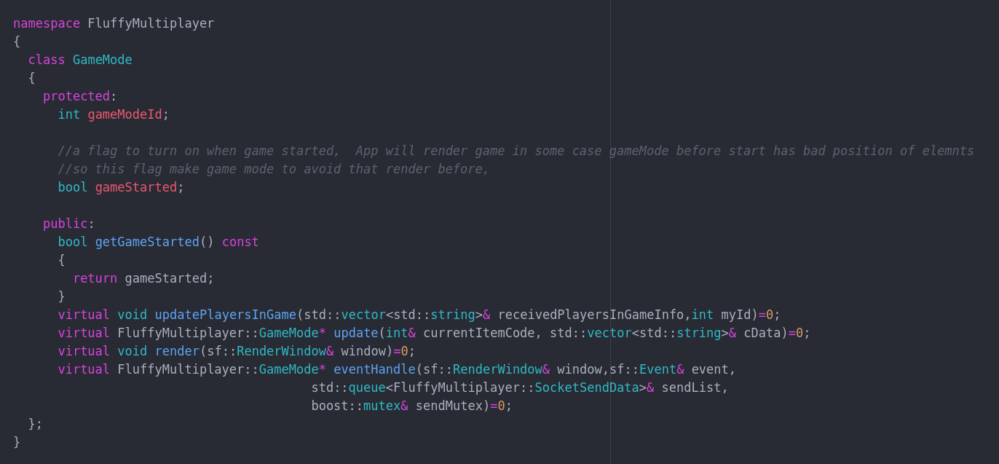 namespace FluffyMultiplayer
{
  class GameMode
  {
    protected:
      int gameModeId;

      //a flag to turn on when game started,  App will render game in some case gameMode before start has bad position of elemnts
      //so this flag make game mode to avoid that render before,
      bool gameStarted;

    public:
      bool getGameStarted() const
      {
        return gameStarted;
      }
      virtual void updatePlayersInGame(std::vector<std::string>& receivedPlayersInGameInfo,int myId)=0;
      virtual FluffyMultiplayer::GameMode* update(int& currentItemCode, std::vector<std::string>& cData)=0;
      virtual void render(sf::RenderWindow& window)=0;
      virtual FluffyMultiplayer::GameMode* eventHandle(sf::RenderWindow& window,sf::Event& event,
                                        std::queue<FluffyMultiplayer::SocketSendData>& sendList,
                                        boost::mutex& sendMutex)=0;
  };
}